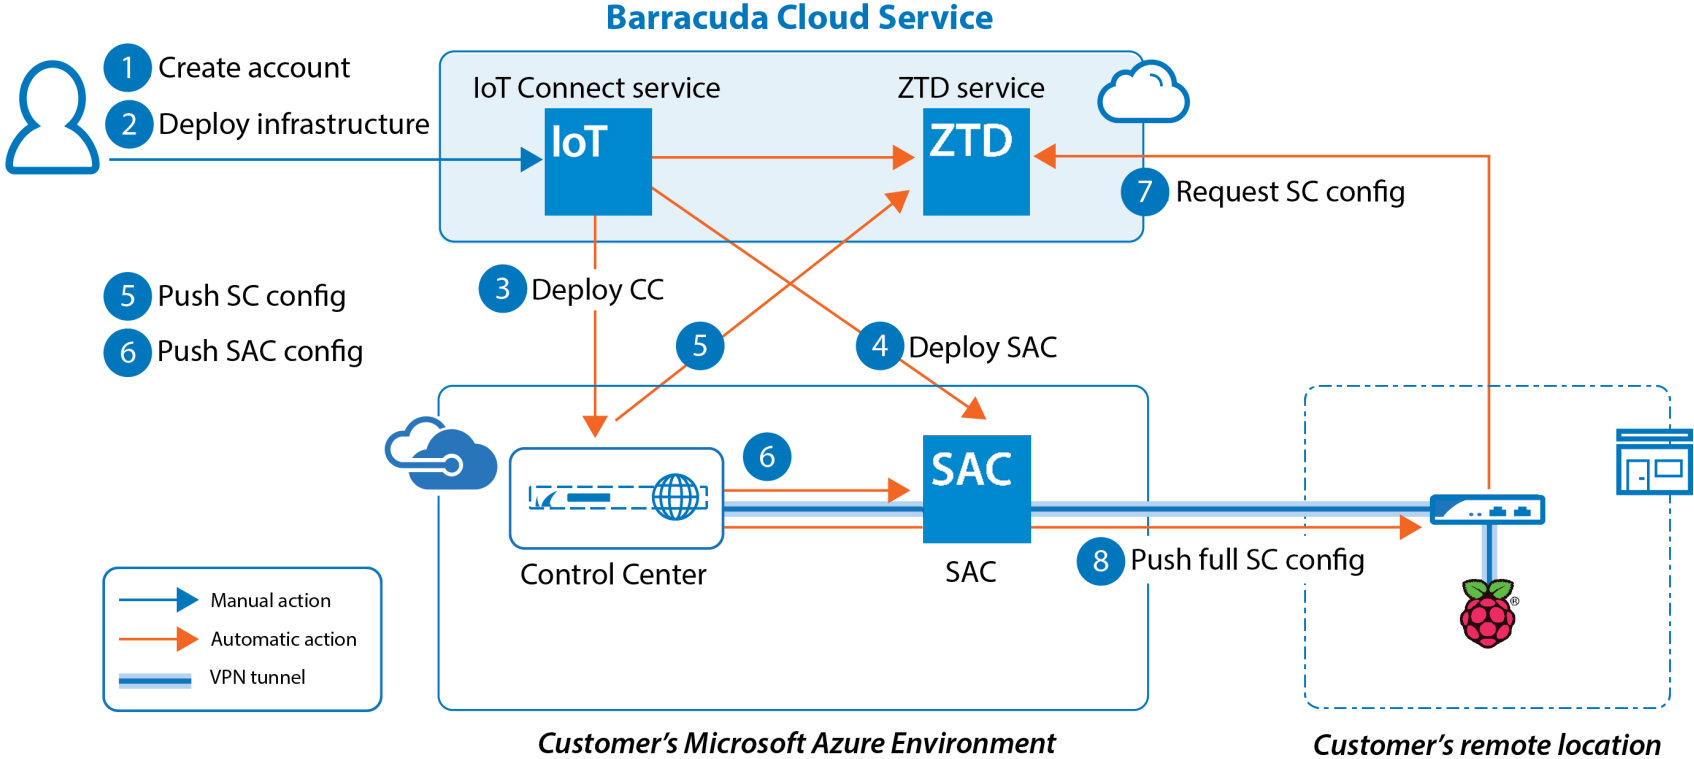 Barracuda Cloud Service
1 Create account
2 Deploy infrastructure
IoT Connect service
IoT
ZTD service
ZTD
7 Request SC config
3 Deploy CC
5 Push SC config
6 Push SAC config
5
4 Deploy SAC
6
SAC
Control Center
SAC
8 Push full SC config
®
Manual action
Automatic action
VPN tunnel
Customer's Microsoft Azure Environment
Customer's remote location